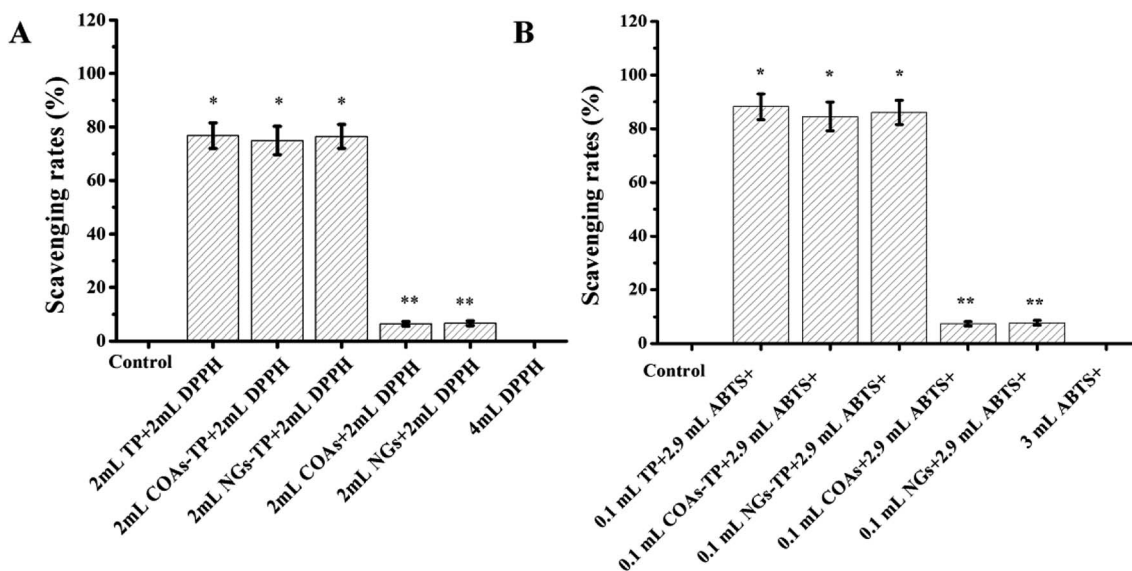 A
Scavenging rates (%)
120
100
80
60
40
20
0
*
*
*
**
**
Control
2mL TP+2mL DPPH
2mL COAs-TP+2mL DPPH
2mL NGs-TP+2mL DPPH
2mL COAs+2mL DPPH
2mL NGs+2mL DPPH
4mL DPPH
B
Scavenging rates (%)
120
100
80
60
40
20
0
*
*
*
**
**
Control
0.1 mL TP+2.9 mL ABTS+
0.1 mL COAs-TP+2.9 mL ABTS+
0.1 mL NGs-TP+2.9 mL ABTS+
0.1 mL COAs+2.9 mL ABTS+
0.1 mL NGs+2.9 mL ABTS+
3 mL ABTS+